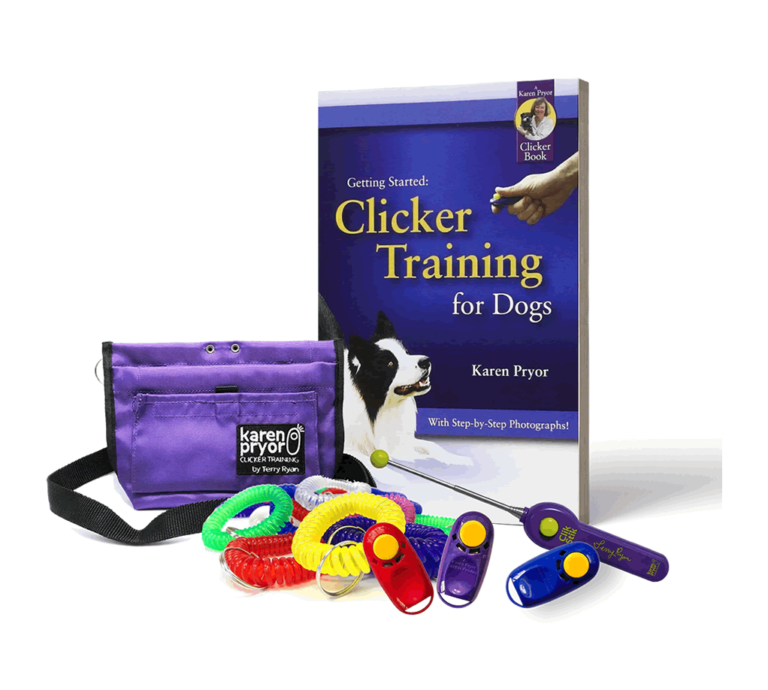 A
Karen Pryor
Clicker
Book
Getting Started:
Clicker
Training
for Dogs
Karen Pryor
With Step-by-Step Photographs!
karen
pryor
CLICKER TRAINING
by Terry Ryan
Clik
Stik
Terry Ryan